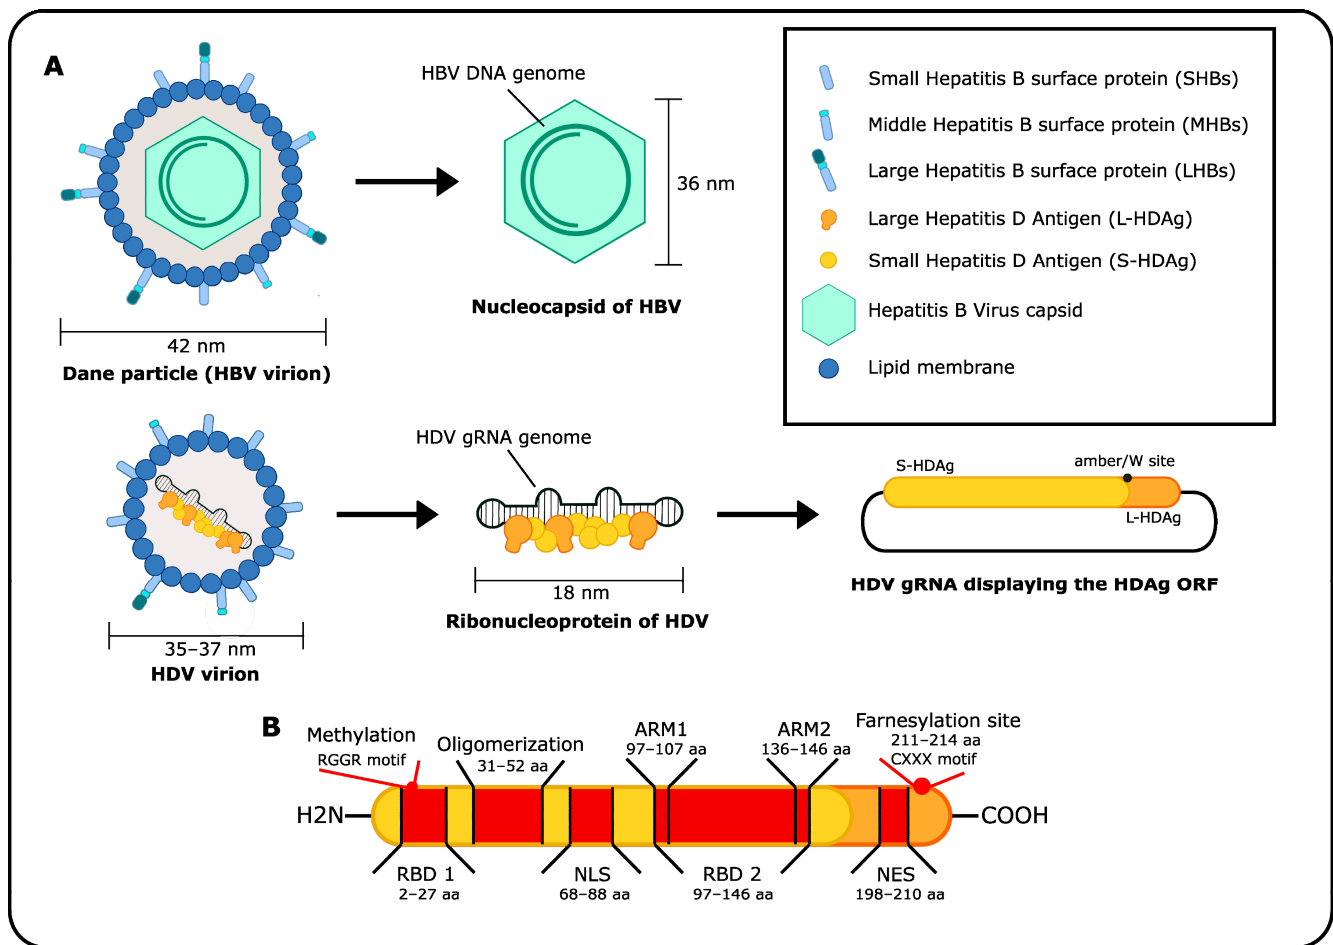 A
HBV DNA genome
36 nm
Nucleocapsid of HBV
42 nm
Dane particle (HBV virion)
Small Hepatitis B surface protein (SHBs)
Middle Hepatitis B surface protein (MHBs)
Large Hepatitis B surface protein (LHBs)
Large Hepatitis D Antigen (L-HDAg)
Small Hepatitis D Antigen (S-HDAg)
Hepatitis B Virus capsid
Lipid membrane
HDV gRNA genome
18 nm
Ribonucleoprotein of HDV
35–37 nm
HDV virion
S-HDAg
amber/W site
L-HDAg
HDV gRNA displaying the HDAg ORF
B
Methylation
RGGR motif
Oligomerization
31–52 aa
ARM1
97–107 aa
ARM2
136–146 aa
Farnesylation site
211–214 aa
CXXX motif
H2N
COOH
RBD 1
2–27 aa
NLS
68–88 aa
RBD 2
97–146 aa
NES
198–210 aa